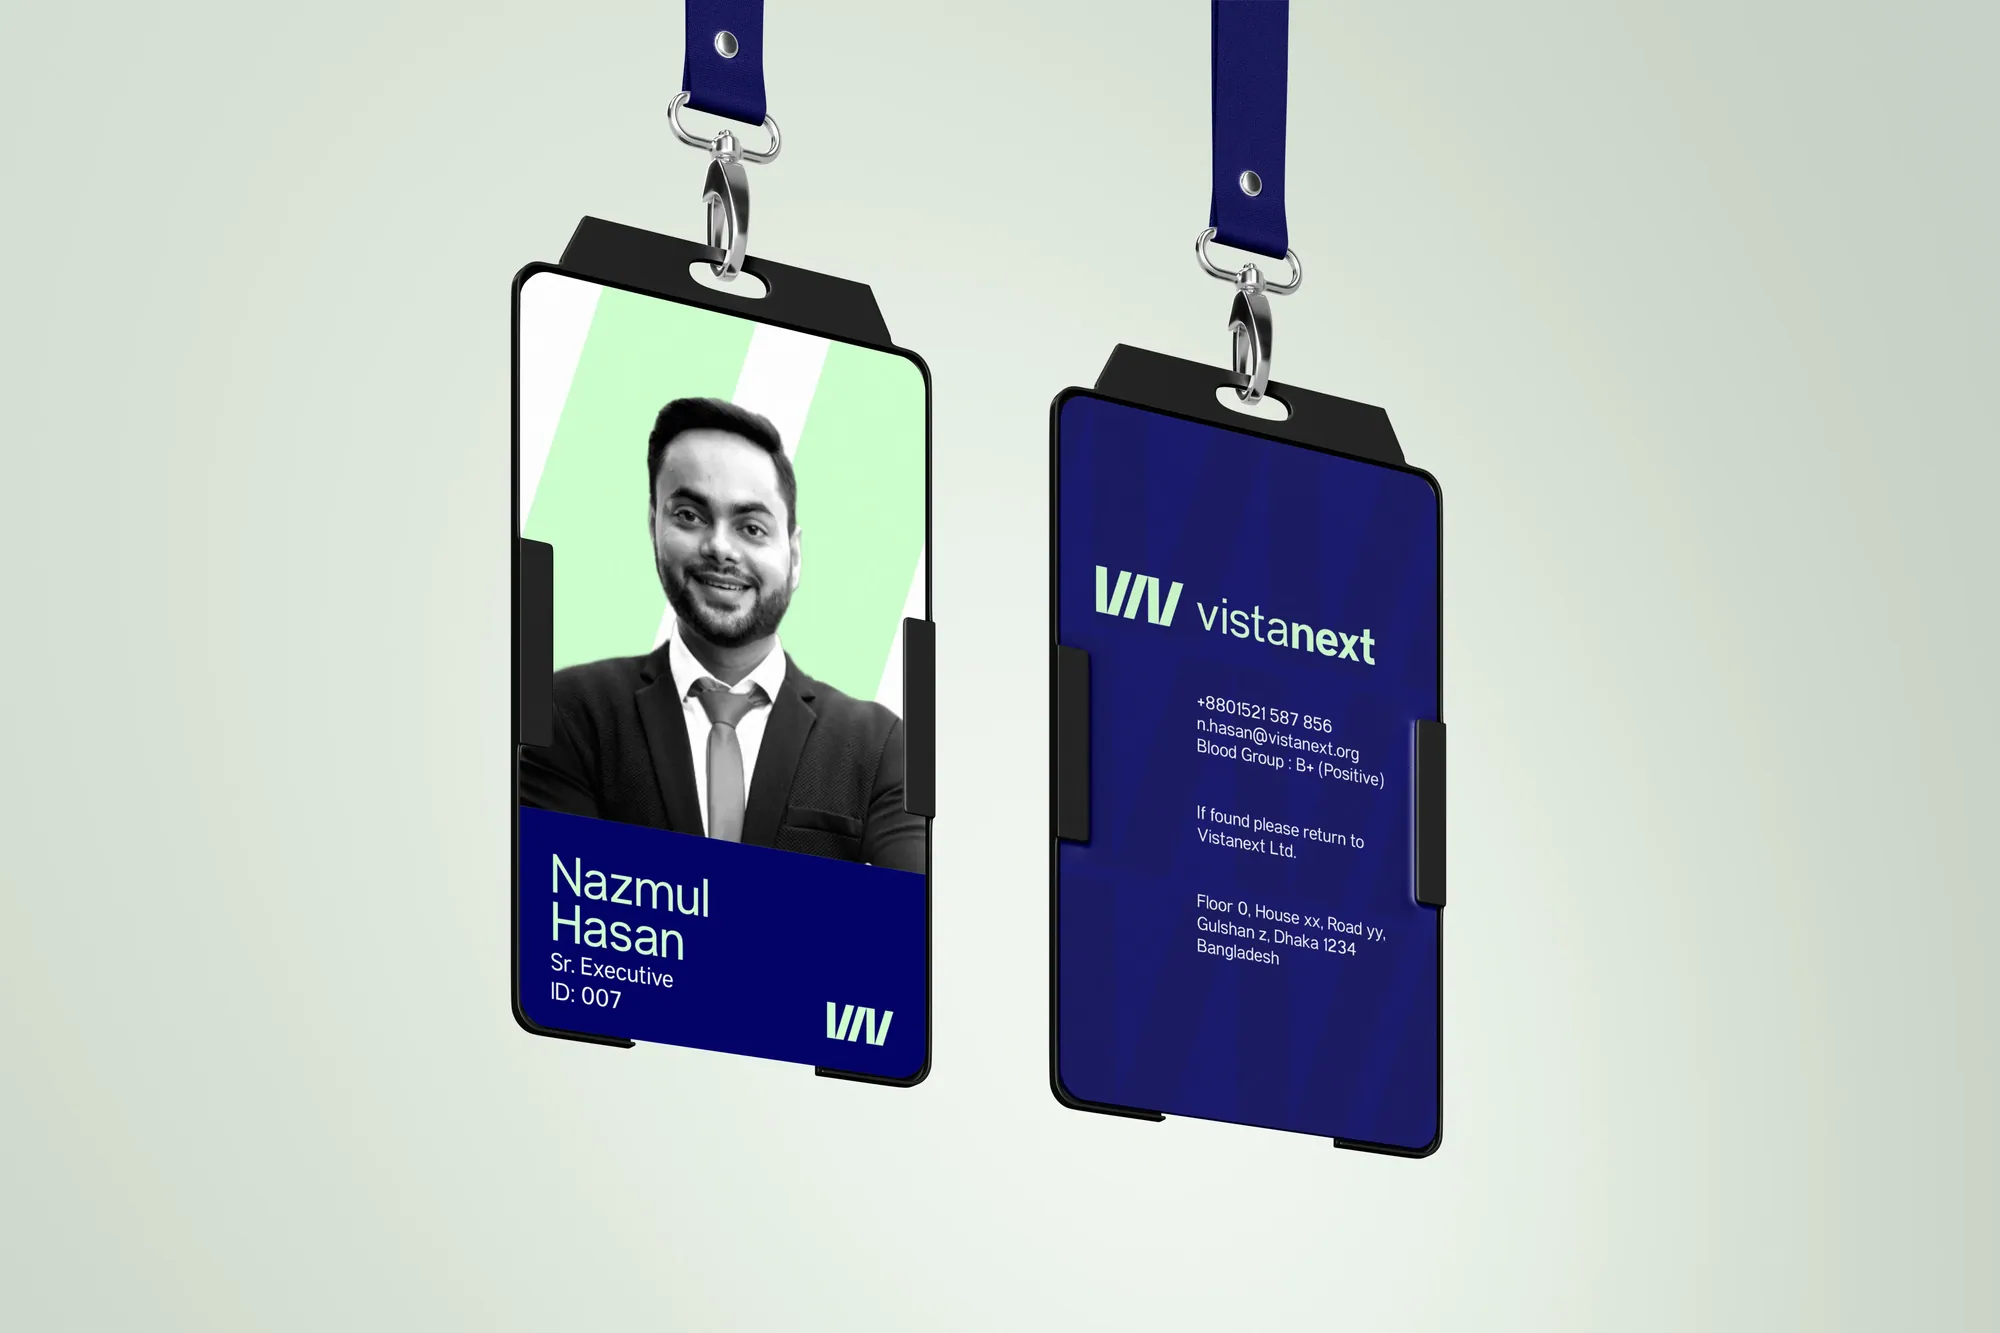 Nazmul
Hasan
Sr. Executive
ID: 007
VN
VN vistanext
+8801521 587 856
n.hasan@vistanext.org
Blood Group : B+ (Positive)
If found please return to
Vistanext Ltd.
Floor 0, House xx, Road yy,
Gulshan z, Dhaka 1234
Bangladesh